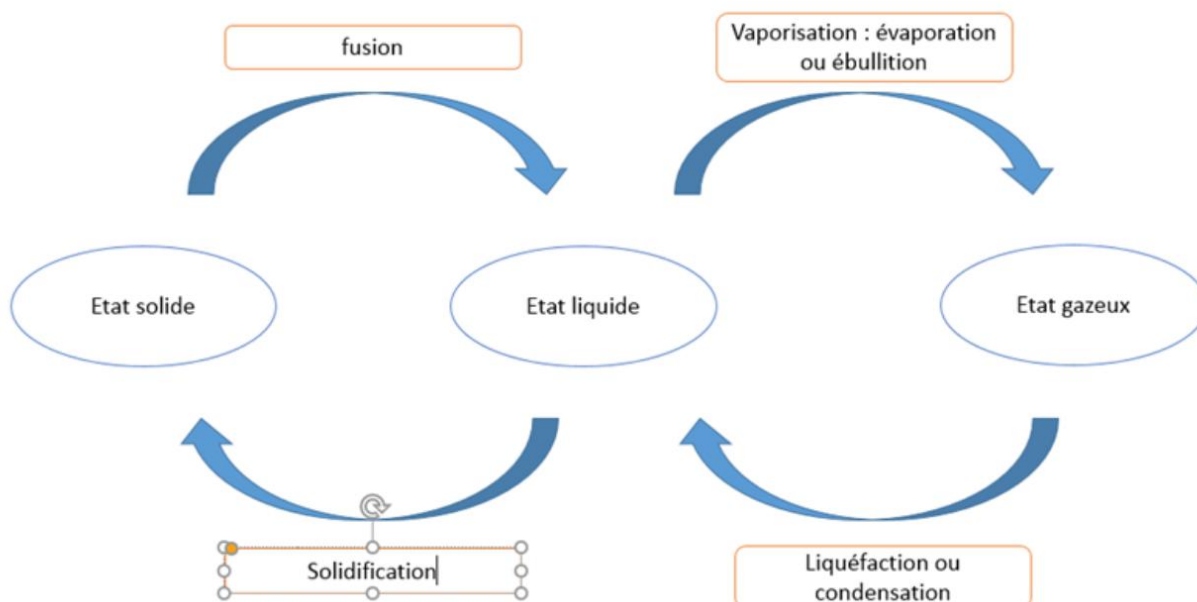 fusion
Vaporisation : évaporation
ou ébullition
Etat solide
Etat liquide
Etat gazeux
Solidification
Liquéfaction ou
condensation